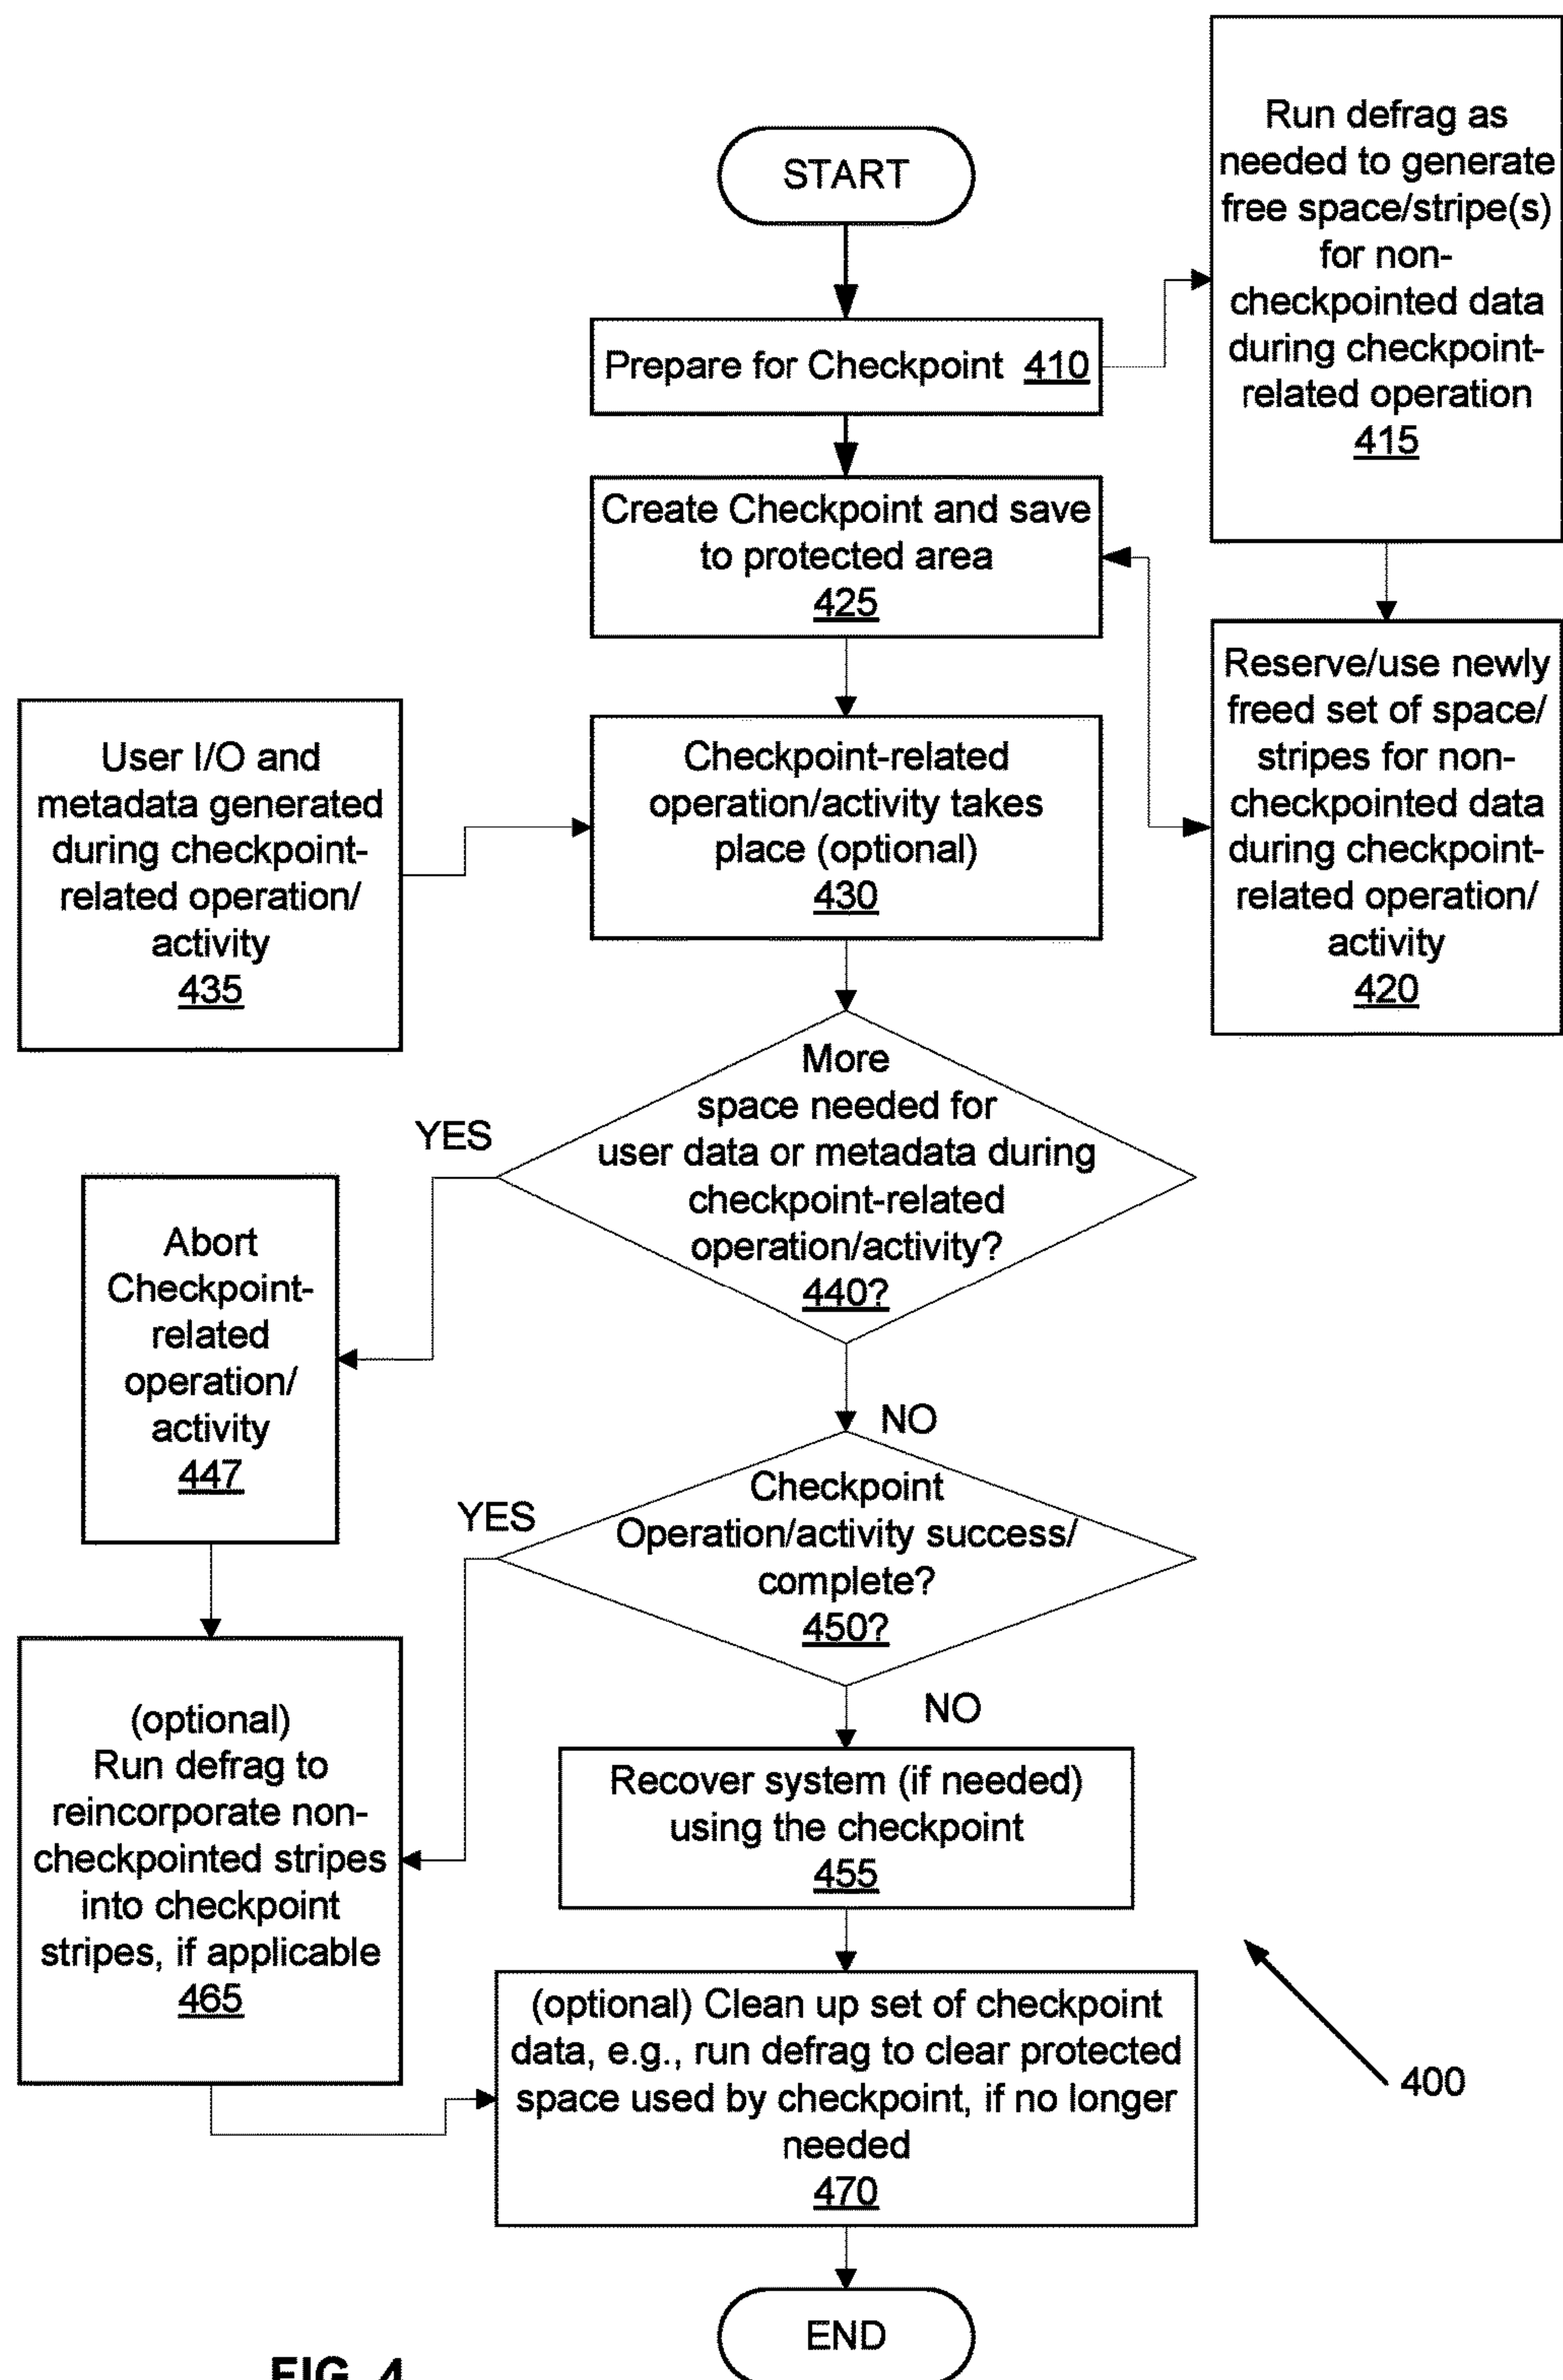 START
Prepare for Checkpoint 410
Run defrag as
needed to generate
free space/stripe(s)
for non-
checkpointed data
during checkpoint-
related operation
415
Create Checkpoint and save
to protected area
425
Reserve/use newly
freed set of space/
stripes for non-
checkpointed data
during checkpoint-
related operation/
activity
420
User I/O and
metadata generated
during checkpoint-
related operation/
activity
435
Checkpoint-related
operation/activity takes
place (optional)
430
More
space needed for
user data or metadata during
checkpoint-related
operation/activity?
440?
YES
NO
Abort
Checkpoint-
related
operation/
activity
447
Checkpoint
Operation/activity success/
complete?
450?
YES
NO
(optional)
Run defrag to
reincorporate non-
checkpointed stripes
into checkpoint
stripes, if applicable
465
Recover system (if needed)
using the checkpoint
455
(optional) Clean up set of checkpoint
data, e.g., run defrag to clear protected
space used by checkpoint, if no longer
needed
470
400
END
FIG. 4